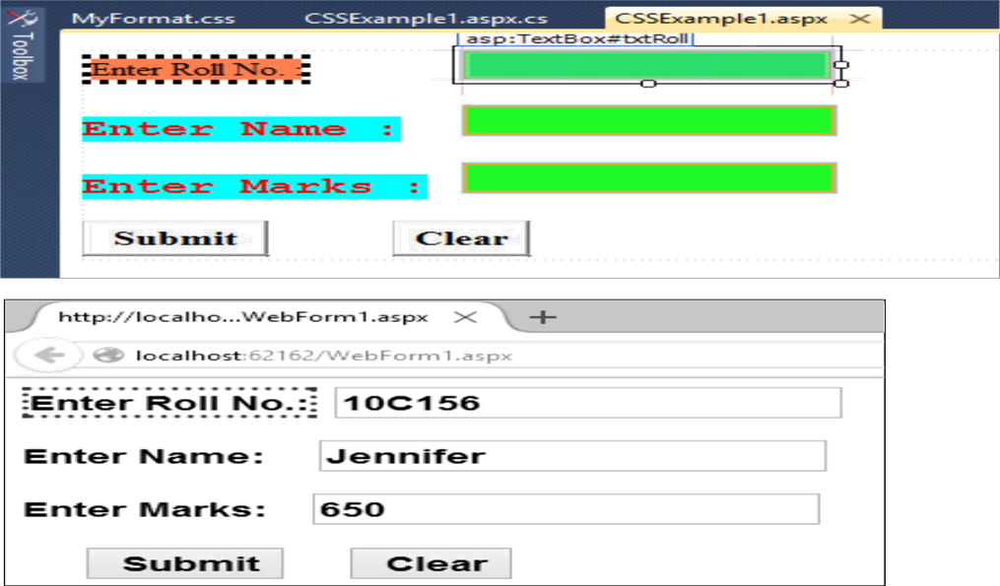 MyFormat.css CSSExample1.aspx.cs CSSExample1.aspx
Toolbox
asp:TextBox#txtRoll
Enter Roll No. :
Enter Name :
Enter Marks :
Submit Clear
http://localho...WebForm1.aspx
localhost:62162/WebForm1.aspx
Enter Roll No.: 10C156
Enter Name: Jennifer
Enter Marks: 650
Submit Clear